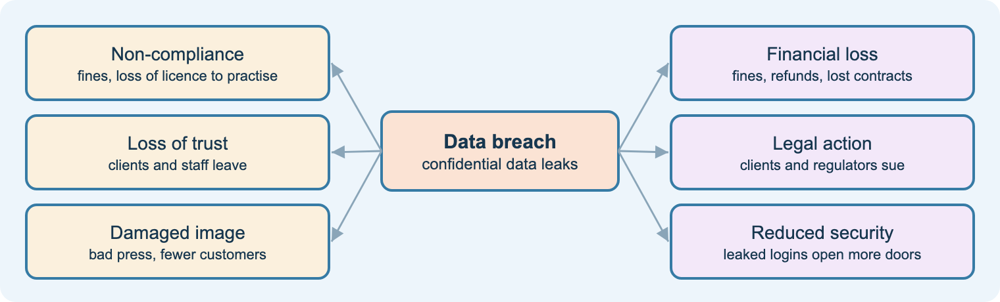 Non-compliance
fines, loss of licence to practise
Loss of trust
clients and staff leave
Damaged image
bad press, fewer customers
Data breach
confidential data leaks
Financial loss
fines, refunds, lost contracts
Legal action
clients and regulators sue
Reduced security
leaked logins open more doors